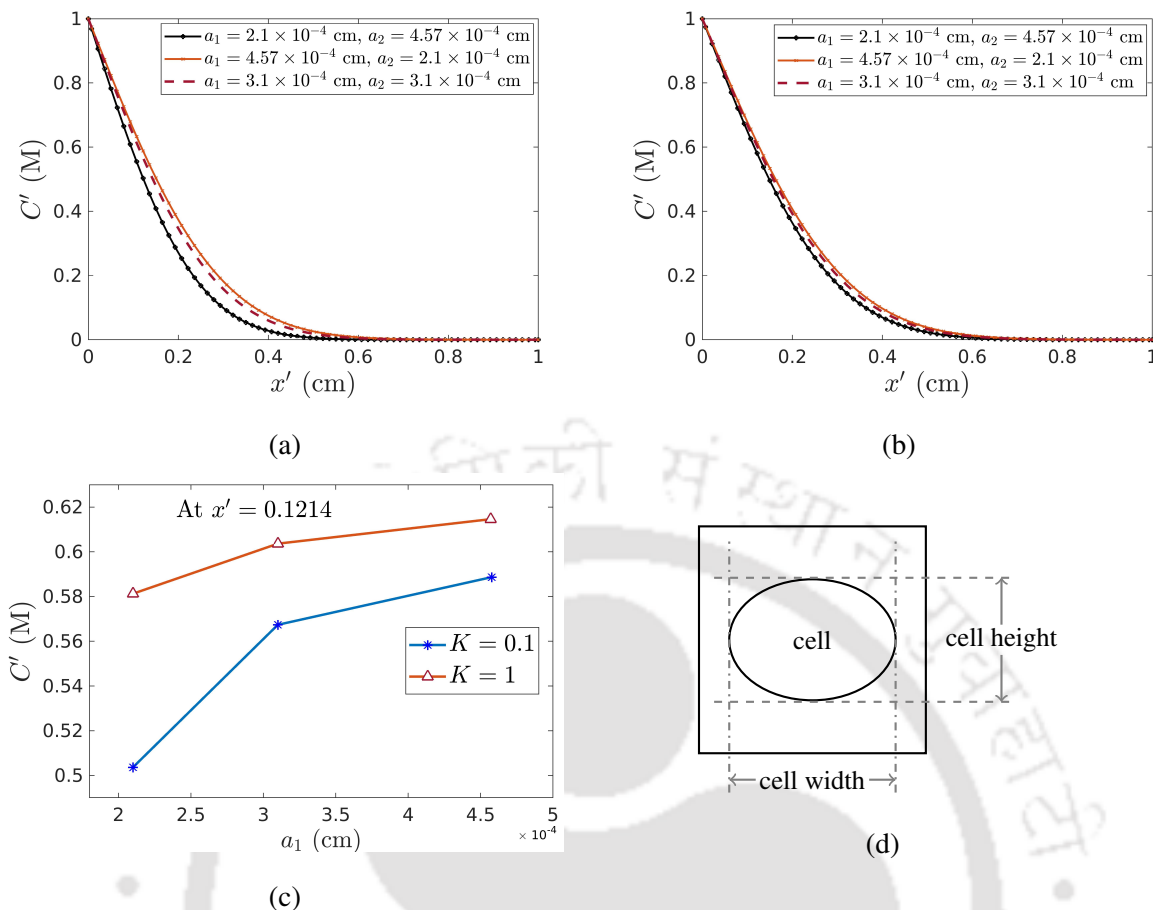 1
0.8
0.6
0.4
0.2
0
0 0.2 0.4 0.6 0.8 1
C′ (M)
x′ (cm)
a₁ = 2.1 × 10⁻⁴ cm, a₂ = 4.57 × 10⁻⁴ cm
a₁ = 4.57 × 10⁻⁴ cm, a₂ = 2.1 × 10⁻⁴ cm
a₁ = 3.1 × 10⁻⁴ cm, a₂ = 3.1 × 10⁻⁴ cm
(a)
1
0.8
0.6
0.4
0.2
0
0 0.2 0.4 0.6 0.8 1
C′ (M)
x′ (cm)
a₁ = 2.1 × 10⁻⁴ cm, a₂ = 4.57 × 10⁻⁴ cm
a₁ = 4.57 × 10⁻⁴ cm, a₂ = 2.1 × 10⁻⁴ cm
a₁ = 3.1 × 10⁻⁴ cm, a₂ = 3.1 × 10⁻⁴ cm
(b)
At x′ = 0.1214
0.62
0.6
0.58
0.56
0.54
0.52
0.5
C′ (M)
K = 0.1
K = 1
2 2.5 3 3.5 4 4.5 5
× 10⁻⁴
a₁ (cm)
(c)
cell
cell height
cell width
(d)